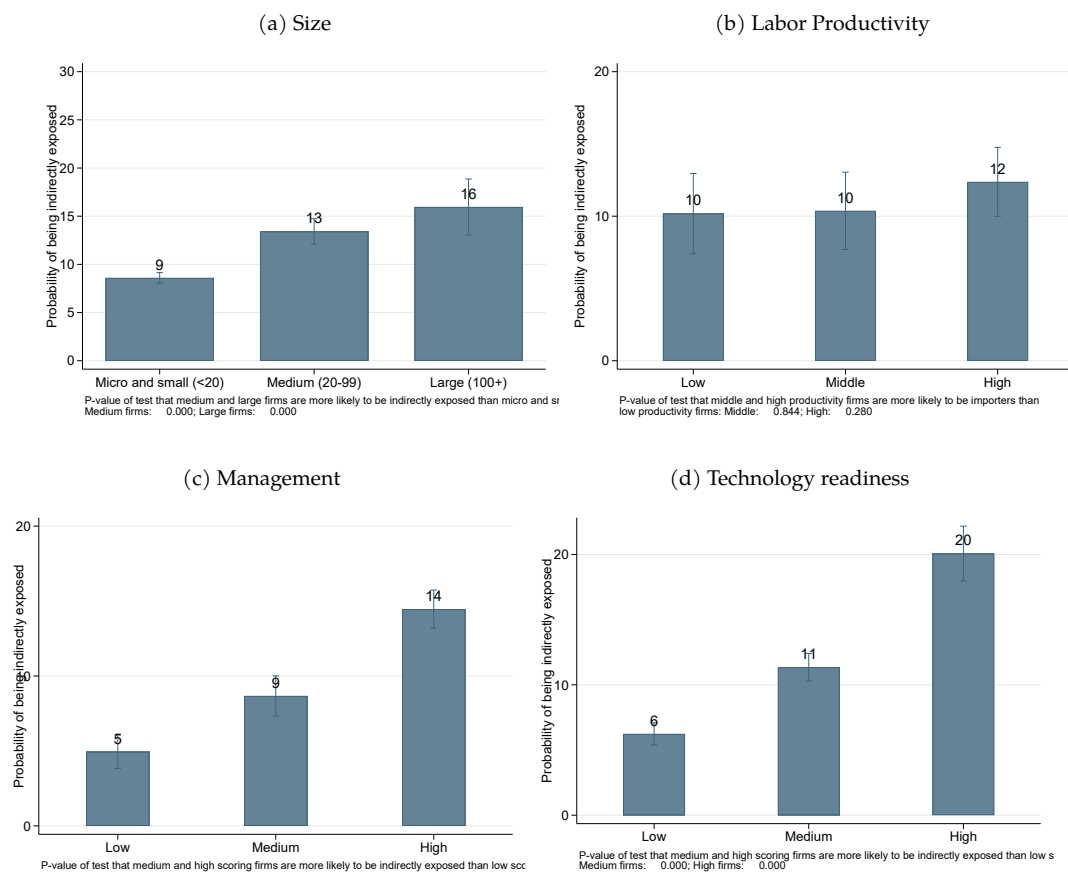 (a) Size
Probability of being indirectly exposed
30
25
20
15
10
5
0
9
13
16
Micro and small (<20)
Medium (20-99)
Large (100+)
P-value of test that medium and large firms are more likely to be indirectly exposed than micro and
Medium firms: 0.000; Large firms: 0.000
(b) Labor Productivity
Probability of being indirectly exposed
20
10
0
10
10
12
Low
Middle
High
P-value of test that middle and high productivity firms are more likely to be importers than
low productivity firms: Middle: 0.844; High: 0.280
(c) Management
Probability of being indirectly exposed
20
10
0
5
9
14
Low
Medium
High
P-value of test that medium and high scoring firms are more likely to be indirectly exposed than low
(d) Technology readiness
Probability of being indirectly exposed
20
10
0
6
11
20
Low
Medium
High
P-value of test that medium and high scoring firms are more likely to be indirectly exposed than low s
Medium firms: 0.000; High firms: 0.000